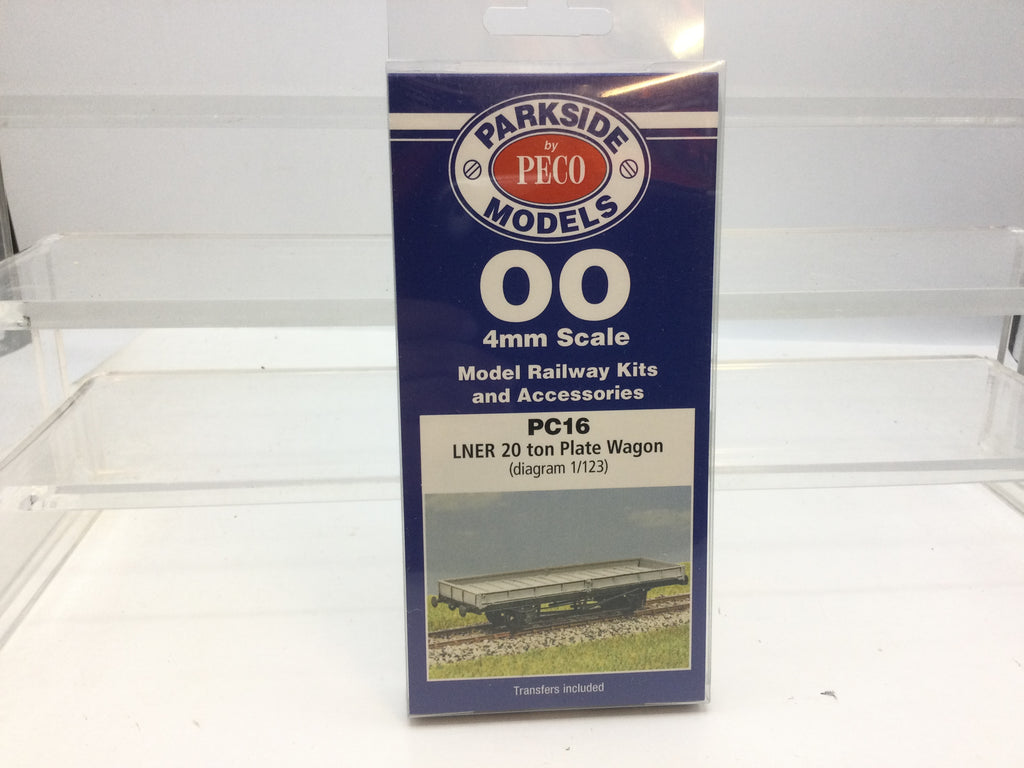 PARKSIDE
by
PECO
MODELS
OO
4mm Scale
Model Railway Kits
and Accessories
PC16
LNER 20 ton Plate Wagon
(diagram 1/123)
Transfers included